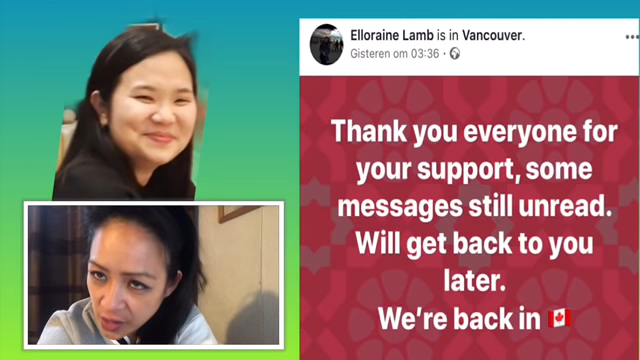 Elloraine Lamb is in Vancouver.
Gisteren om 03:36 ·
Thank you everyone for
your support, some
messages still unread.
Will get back to you
later.
We're back in 🇨🇦